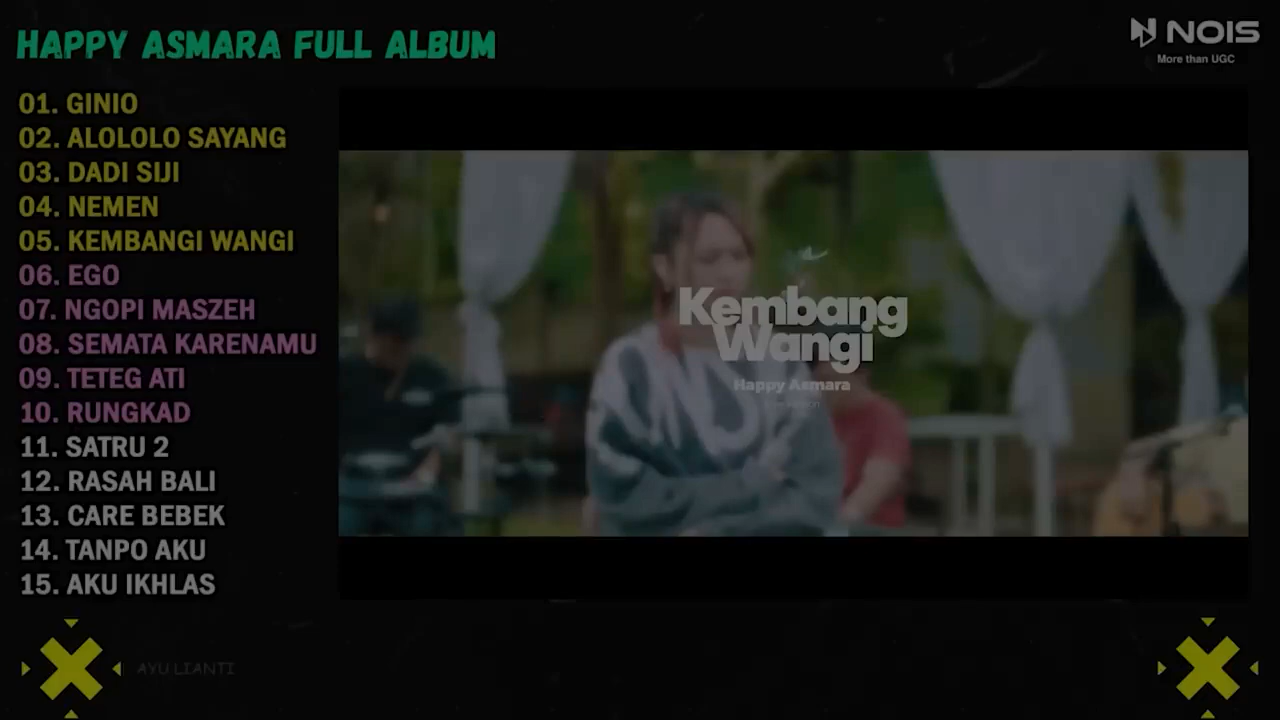 HAPPY ASMARA FULL ALBUM
NOIS
More than UGC
01. GINIO
02. ALOLOLO SAYANG
03. DADI SIJI
04. NEMEN
05. KEMBANGI WANGI
06. EGO
07. NGOPI MASZEH
08. SEMATA KARENAMU
09. TETEG ATI
10. RUNGKAD
11. SATRU 2
12. RASAH BALI
13. CARE BEBEK
14. TANPO AKU
15. AKU IKHLAS
Kembang
Wangi
Happy Asmara
AYU LIANTI